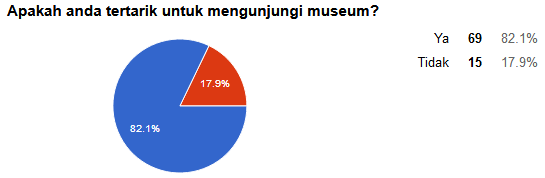 Apakah anda tertarik untuk mengunjungi museum?
Ya 69 82.1%
Tidak 15 17.9%
17.9%
82.1%